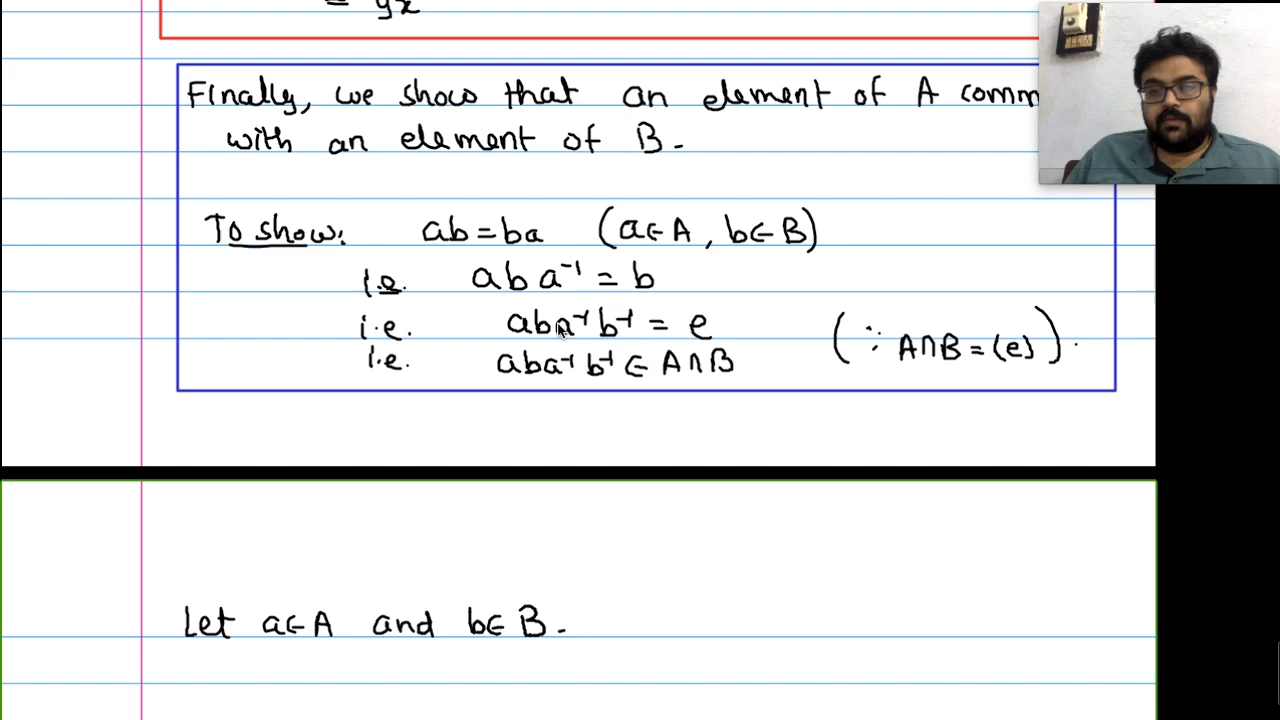 = yx
Finally, we show that an element of A comm
with an element of B.
To show: ab = ba (a∈A, b∈B)
i.e. aba⁻¹ = b
i.e. aba⁻¹b⁻¹ = e
(∵ A∩B = (e)).
i.e. aba⁻¹b⁻¹ ∈ A∩B
Let a∈A and b∈B.